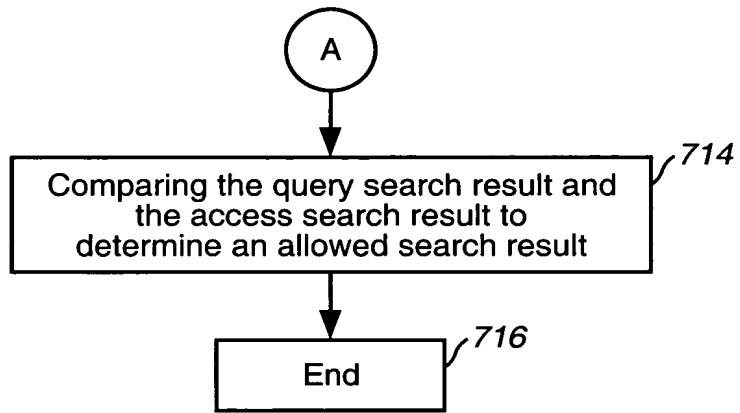 A
714
Comparing the query search result and
the access search result to
determine an allowed search result
716
End